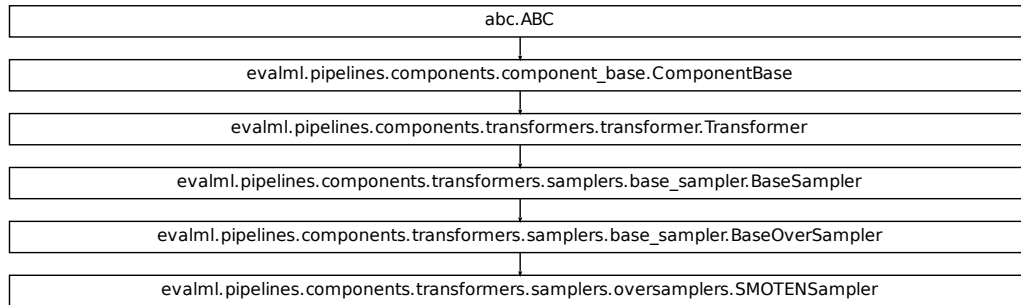 abc.ABC
evalml.pipelines.components.component_base.ComponentBase
evalml.pipelines.components.transformers.transformer.Transformer
evalml.pipelines.components.transformers.samplers.base_sampler.BaseSampler
evalml.pipelines.components.transformers.samplers.base_sampler.BaseOverSampler
evalml.pipelines.components.transformers.samplers.oversamplers.SMOTENSampler